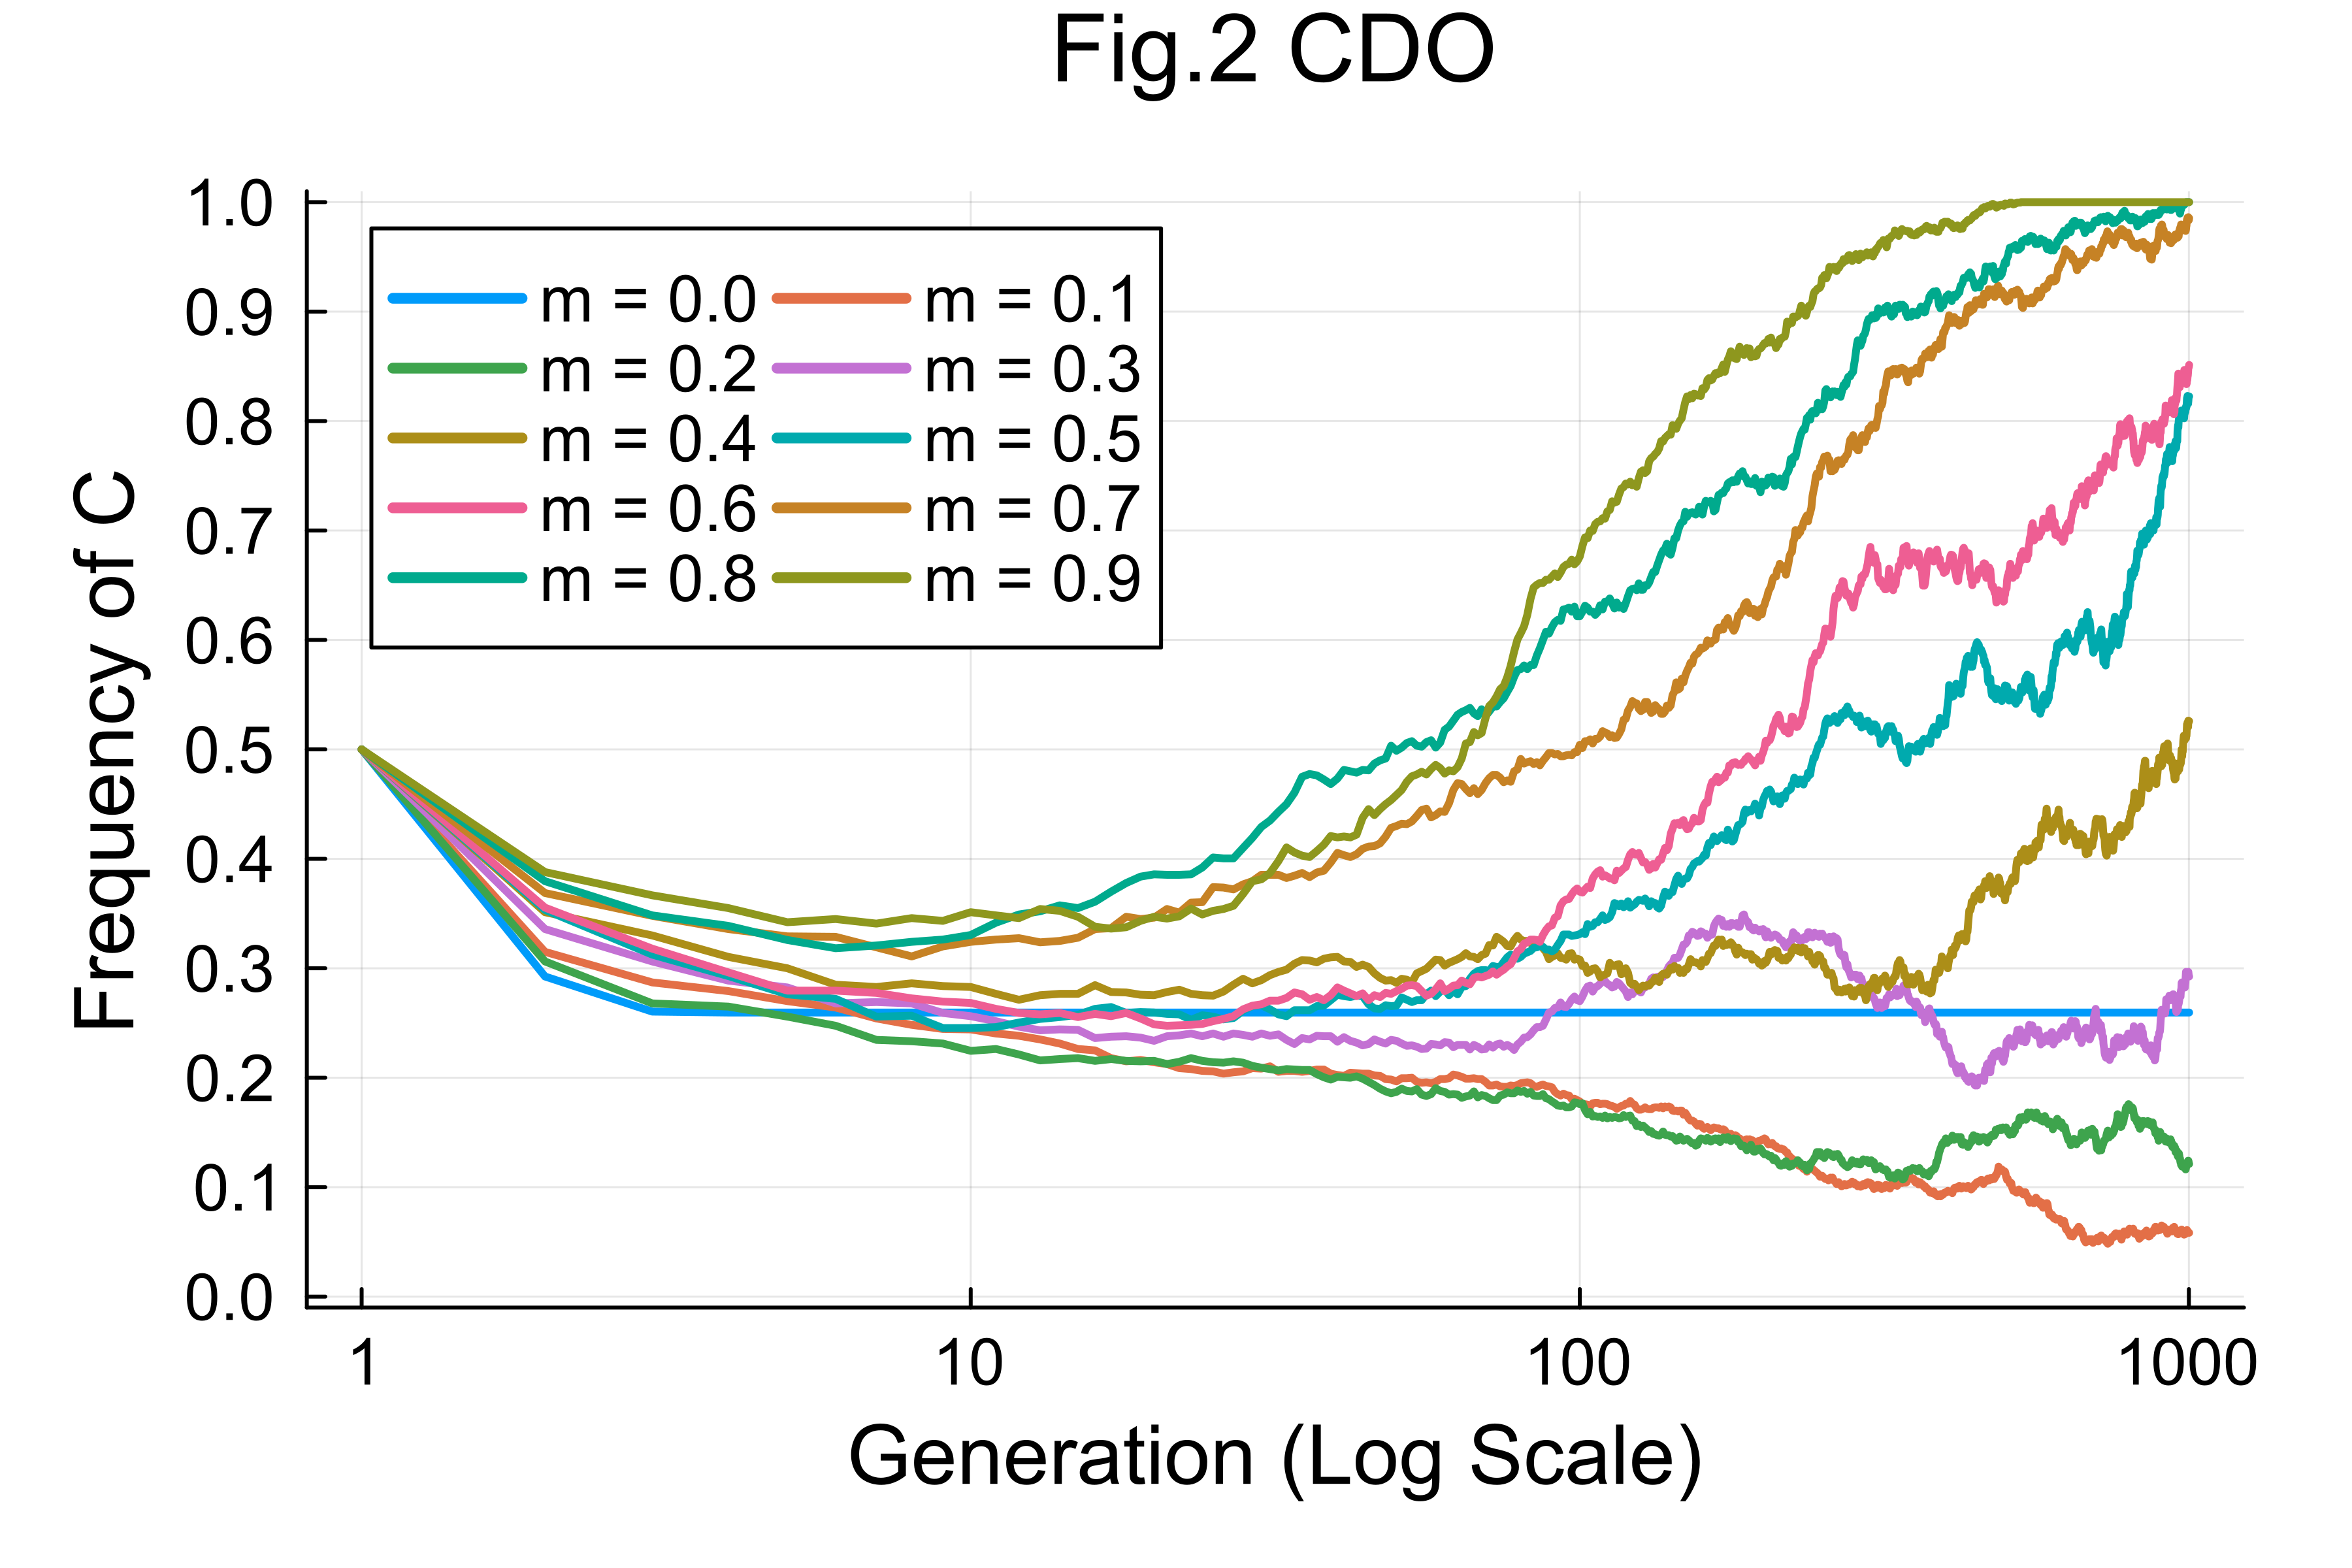 Fig.2 CDO
1.0
0.9
0.8
0.7
0.6
0.5
0.4
0.3
0.2
0.1
0.0
Frequency of C
m = 0.0 m = 0.1
m = 0.2 m = 0.3
m = 0.4 m = 0.5
m = 0.6 m = 0.7
m = 0.8 m = 0.9
1 10 100 1000
Generation (Log Scale)